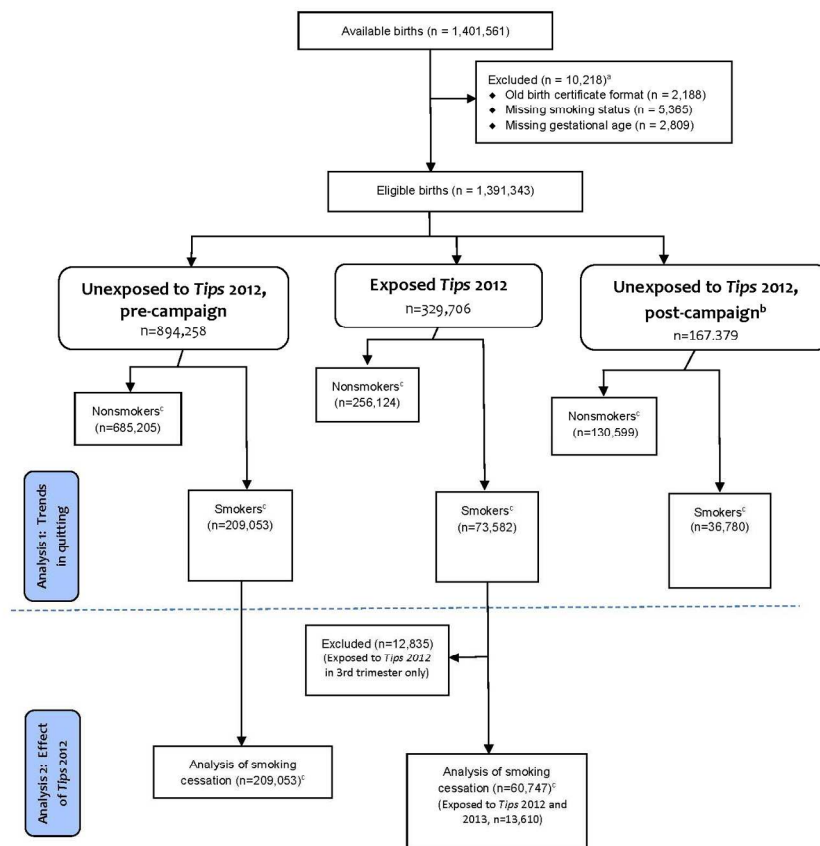 Available births (n = 1,401,561)
Excluded (n = 10,218)ᵃ
◆ Old birth certificate format (n = 2,188)
◆ Missing smoking status (n = 5,365)
◆ Missing gestational age (n = 2,809)
Eligible births (n = 1,391,343)
Unexposed to Tips 2012,
pre-campaign
n=894,258
Exposed Tips 2012
n=329,706
Unexposed to Tips 2012,
post-campaignᵇ
n=167.379
Nonsmokersᶜ
(n=685,205)
Nonsmokersᶜ
(n=256,124)
Nonsmokersᶜ
(n=130,599)
Analysis 1: Trends
in quitting
Smokersᶜ
(n=209,053)
Smokersᶜ
(n=73,582)
Smokersᶜ
(n=36,780)
Excluded (n=12,835)
(Exposed to Tips 2012
in 3rd trimester only)
Analysis 2: Effect
of Tips 2012
Analysis of smoking
cessation (n=209,053)ᶜ
Analysis of smoking
cessation (n=60,747)ᶜ
(Exposed to Tips 2012 and
2013, n=13,610)